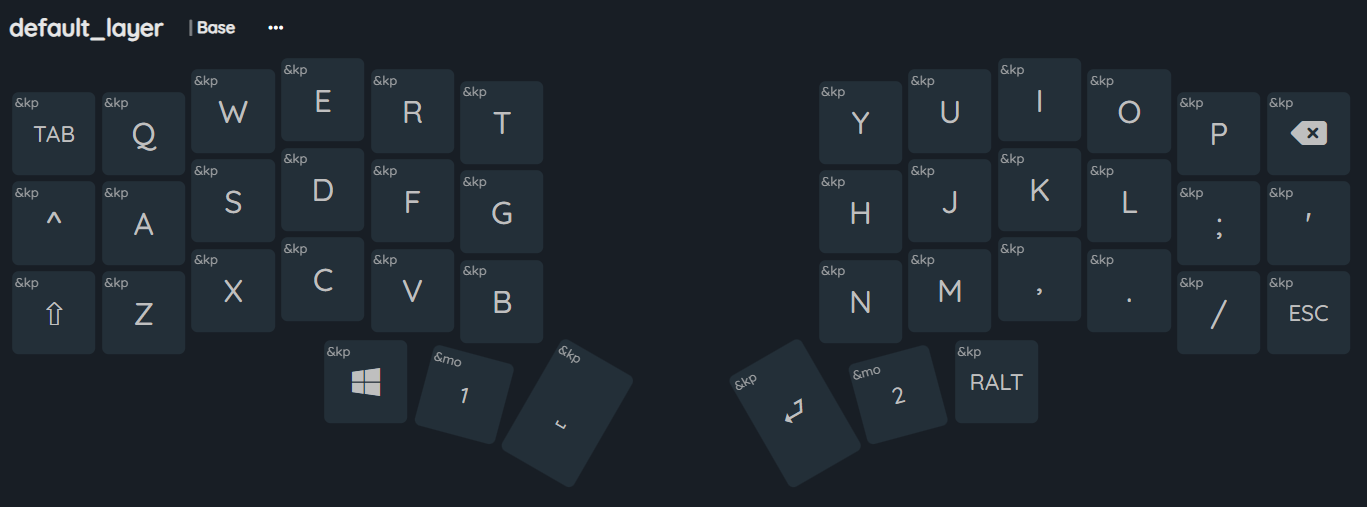 default_layer | Base •••
&kp TAB &kp Q &kp W &kp E &kp R &kp T &kp Y &kp U &kp I &kp O &kp P &kp
&kp ^ &kp A &kp S &kp D &kp F &kp G &kp H &kp J &kp K &kp L &kp ; &kp '
&kp ⇧ &kp Z &kp X &kp C &kp V &kp B &kp N &kp M &kp , &kp . &kp / &kp ESC
&kp &mo 1 &kp ⎵ &kp ⏎ &mo 2 &kp RALT